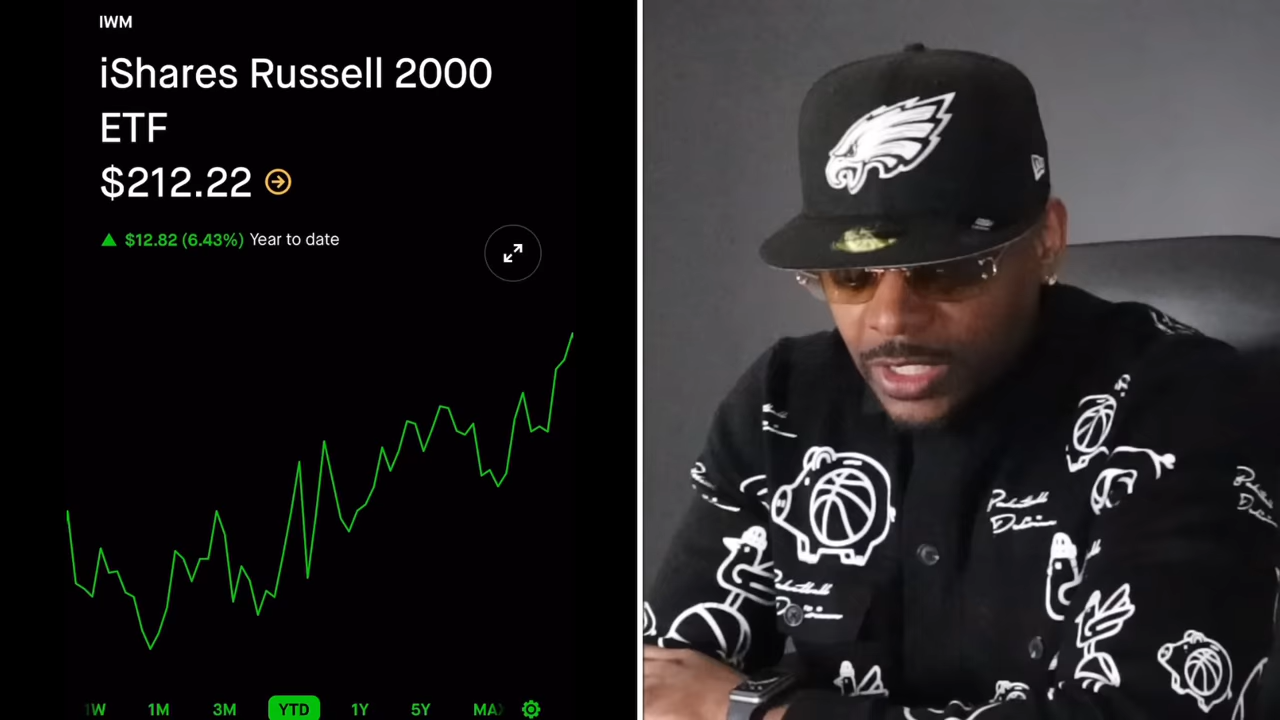 IWM
iShares Russell 2000
ETF
$212.22
$12.82 (6.43%) Year to date
1W 1M 3M YTD 1Y 5Y